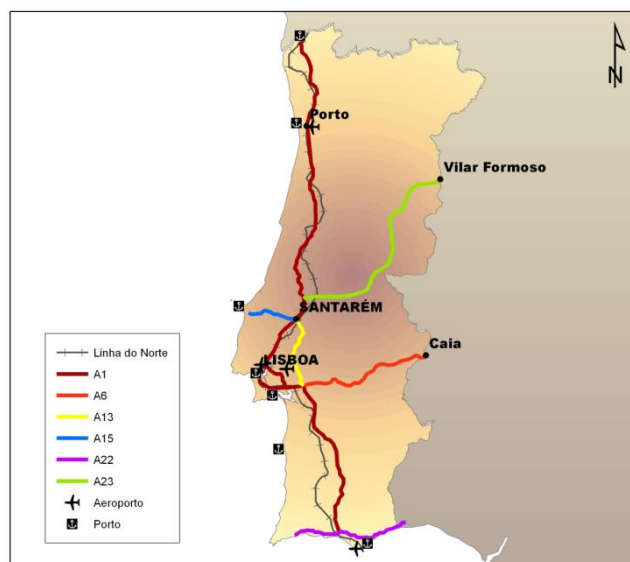 N
Porto
Vilar Formoso
SANTARÉM
Caia
LISBOA
Linha do Norte
A1
A6
A13
A15
A22
A23
Aeroporto
Porto